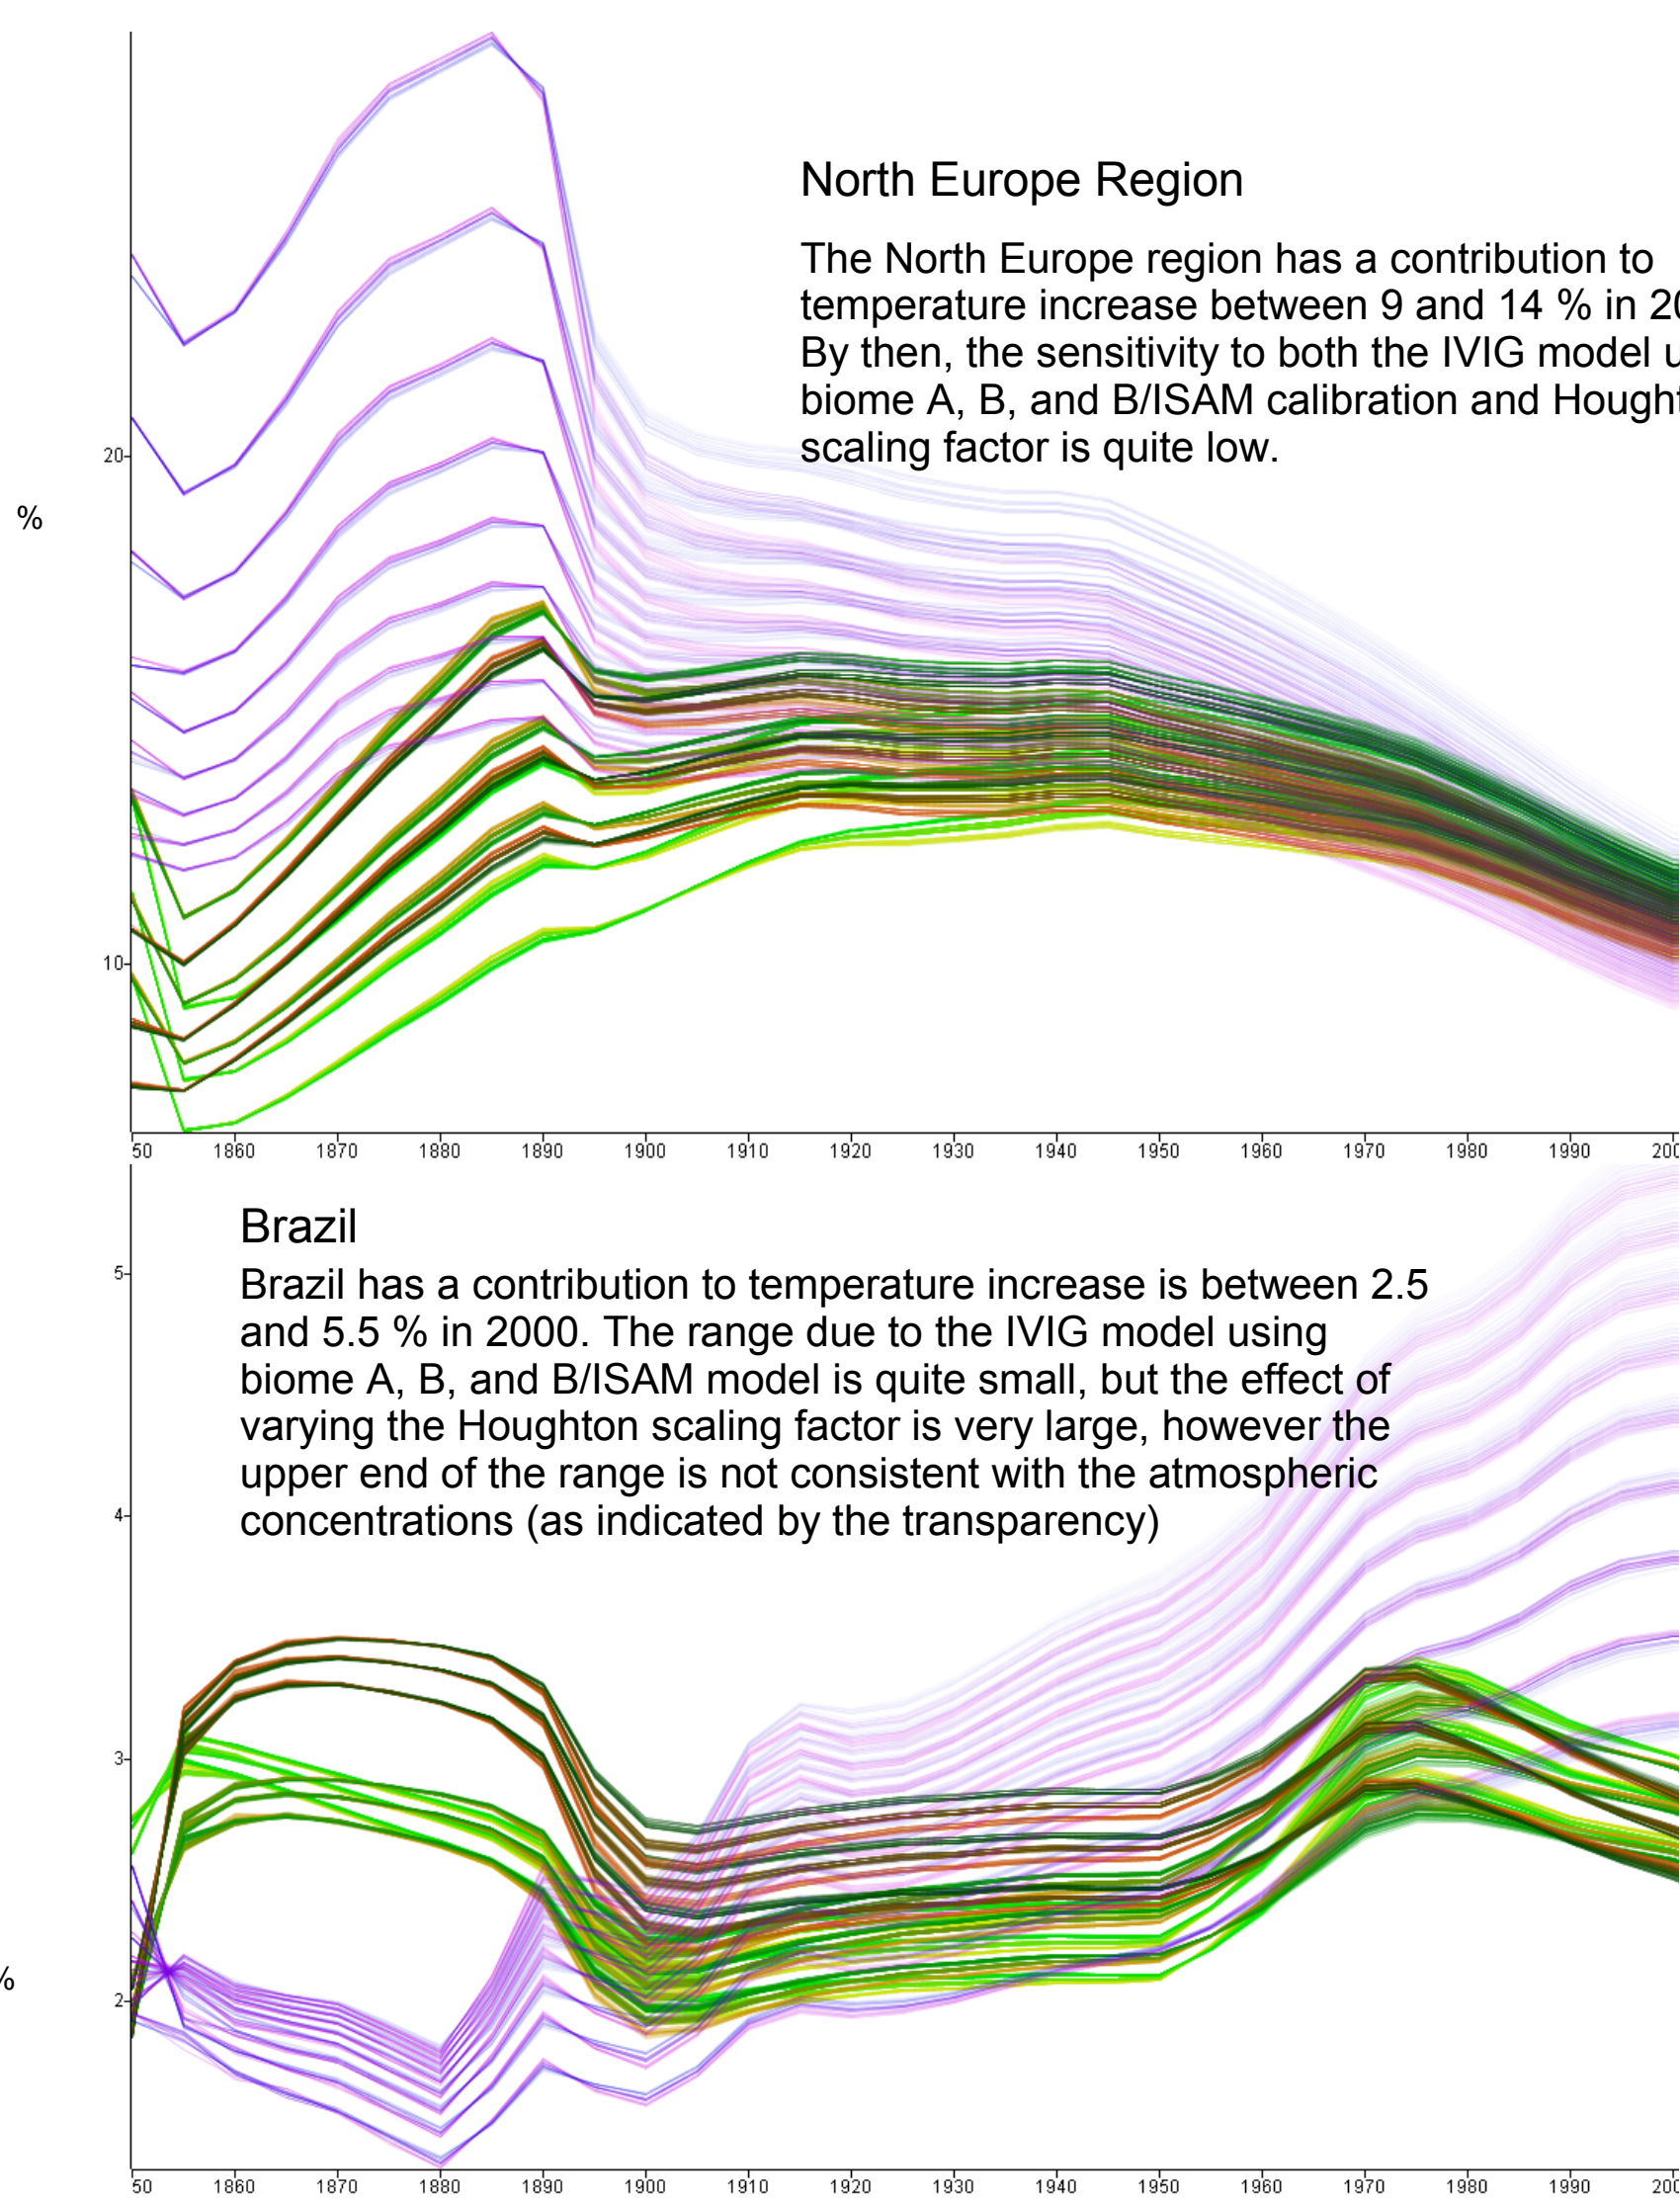 North Europe Region
The North Europe region has a contribution to
temperature increase between 9 and 14 % in
By then, the sensitivity to both the IVIG model
biome A, B, and B/ISAM calibration and
scaling factor is quite low.
20
%
10
50 1860 1870 1880 1890 1900 1910 1920 1930 1940 1950 1960 1970 1980 1990
Brazil
5
Brazil has a contribution to temperature increase is between 2.5
and 5.5 % in 2000. The range due to the IVIG model using
biome A, B, and B/ISAM model is quite small, but the effect of
varying the Houghton scaling factor is very large, however the
upper end of the range is not consistent with the atmospheric
4
concentrations (as indicated by the transparency)
3
%
2
50 1860 1870 1880 1890 1900 1910 1920 1930 1940 1950 1960 1970 1980 1990